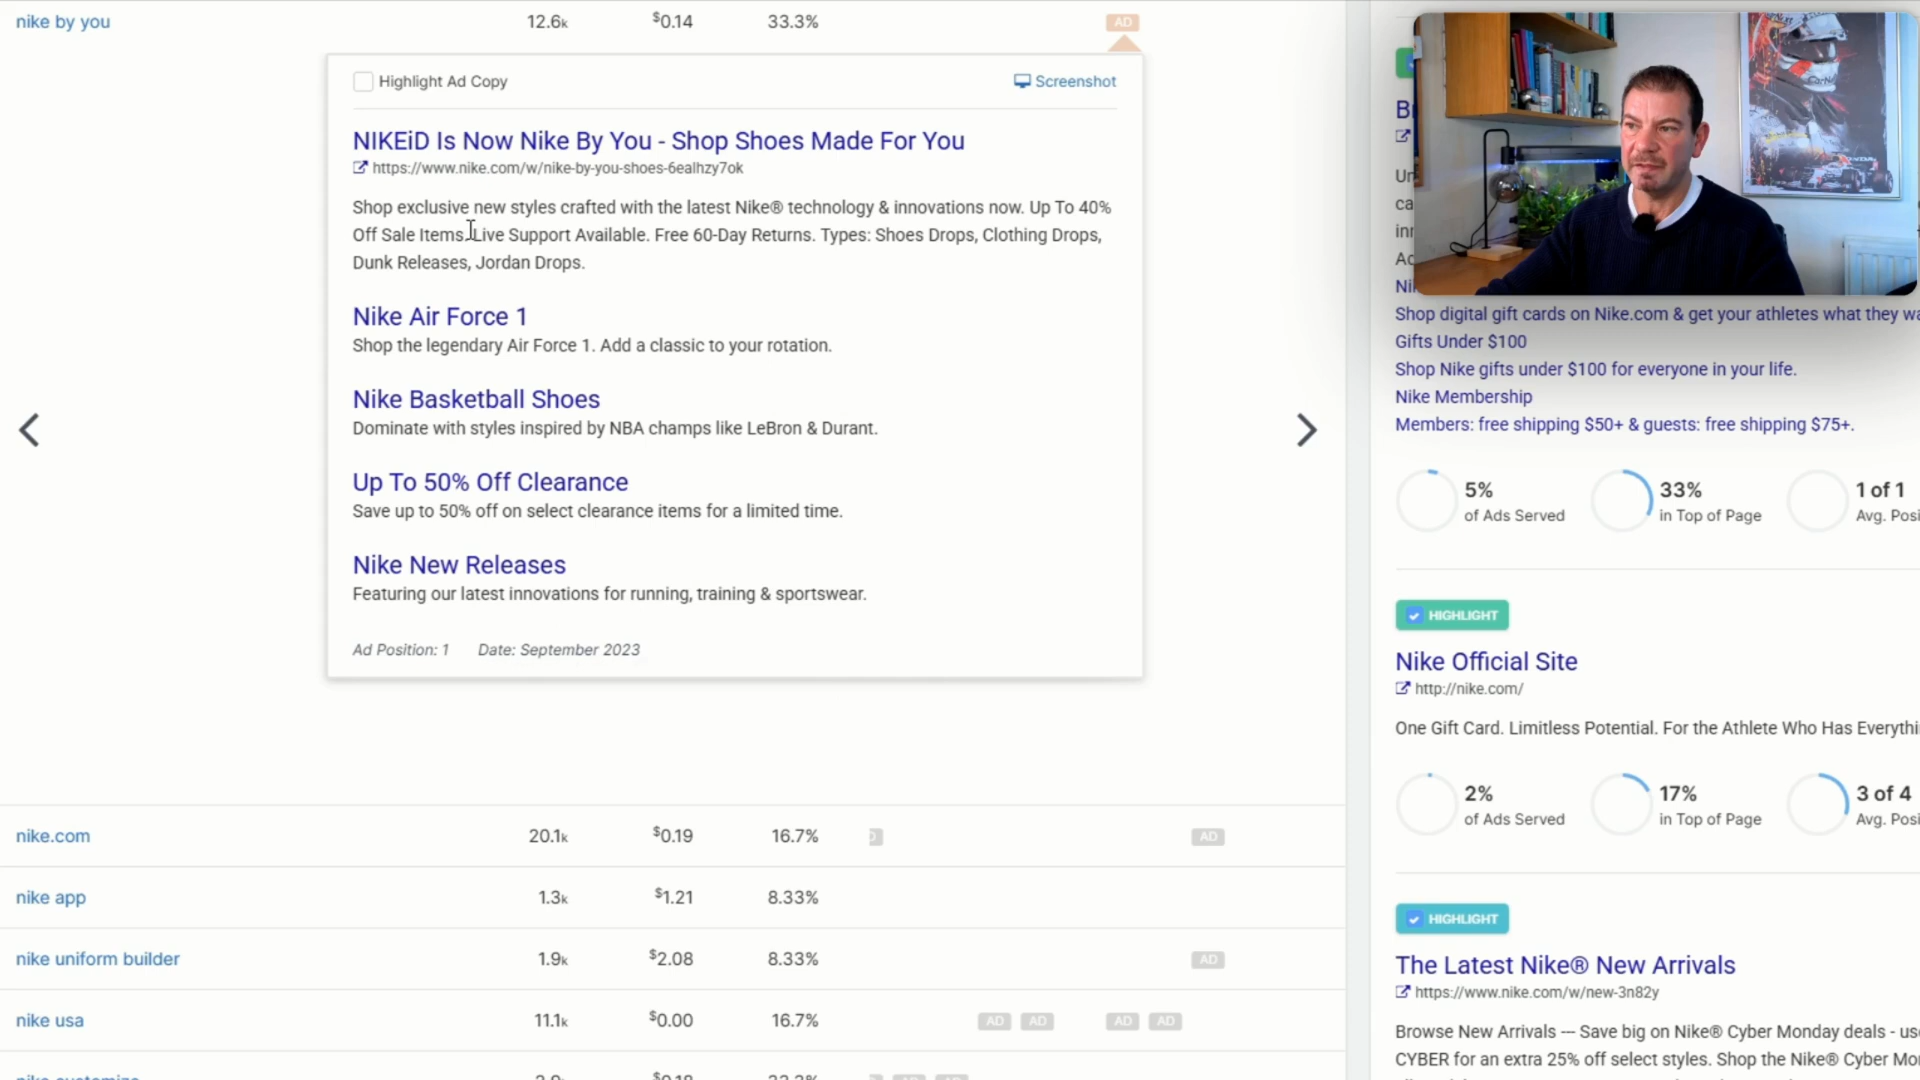 nike by you 12.6k $0.14 33.3% AD
Highlight Ad Copy Screenshot
NIKEiD Is Now Nike By You - Shop Shoes Made For You
https://www.nike.com/w/nike-by-you-shoes-6ealhzy7ok
Shop exclusive new styles crafted with the latest Nike® technology & innovations now. Up To 40%
Off Sale Items. Live Support Available. Free 60-Day Returns. Types: Shoes Drops, Clothing Drops,
Dunk Releases, Jordan Drops.
Nike Air Force 1
Shop the legendary Air Force 1. Add a classic to your rotation.
Nike Basketball Shoes
Dominate with styles inspired by NBA champs like LeBron & Durant.
Up To 50% Off Clearance
Save up to 50% off on select clearance items for a limited time.
Nike New Releases
Featuring our latest innovations for running, training & sportswear.
Ad Position: 1 Date: September 2023
nike.com 20.1k $0.19 16.7% AD
nike app 1.3k $1.21 8.33%
nike uniform builder 1.9k $2.08 8.33% AD
nike usa 11.1k $0.00 16.7% AD AD AD AD
Shop digital gift cards on Nike.com & get your athletes what they
Gifts Under $100
Shop Nike gifts under $100 for everyone in your life.
Nike Membership
Members: free shipping $50+ & guests: free shipping $75+.
5% 33% 1 of 1
of Ads Served in Top of Page Avg.
HIGHLIGHT
Nike Official Site
http://nike.com/
One Gift Card. Limitless Potential. For the Athlete Who Has
2% 17% 3 of 4
of Ads Served in Top of Page Avg.
HIGHLIGHT
The Latest Nike® New Arrivals
https://www.nike.com/w/new-3n82y
Browse New Arrivals –– Save big on Nike® Cyber Monday deals -
CYBER for an extra 25% off select styles. Shop the Nike® Cyber